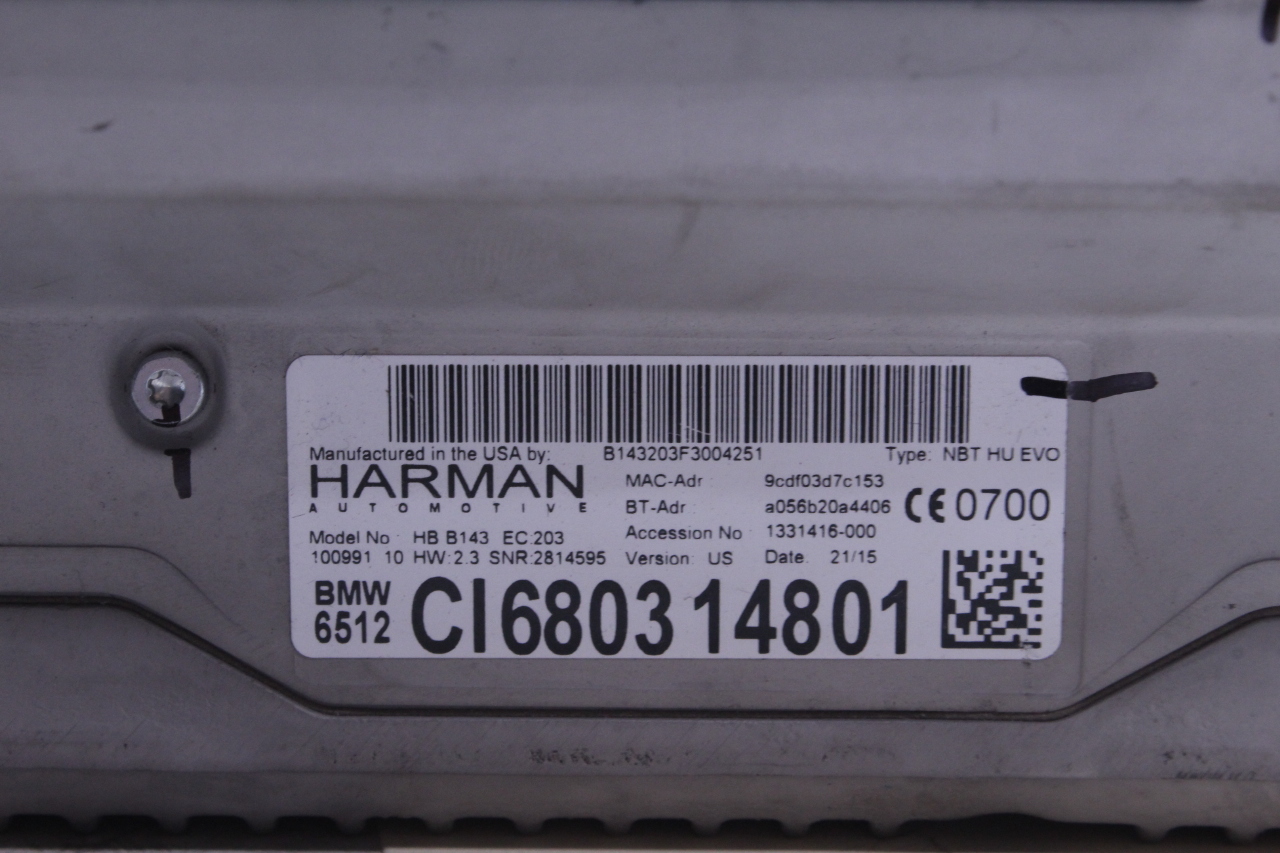 Manufactured in the USA by: B143203F3004251 Type: NBT HU EVO
HARMAN
AUTOMOTIVE
MAC-Adr : 9cdf03d7c153
BT-Adr : a056b20a4406
CE 0700
Accession No : 1331416-000
Model No : HB B143 EC:203
100991 10 HW:2.3 SNR:2814595 Version: US Date: 21/15
BMW
6512
CI680314801